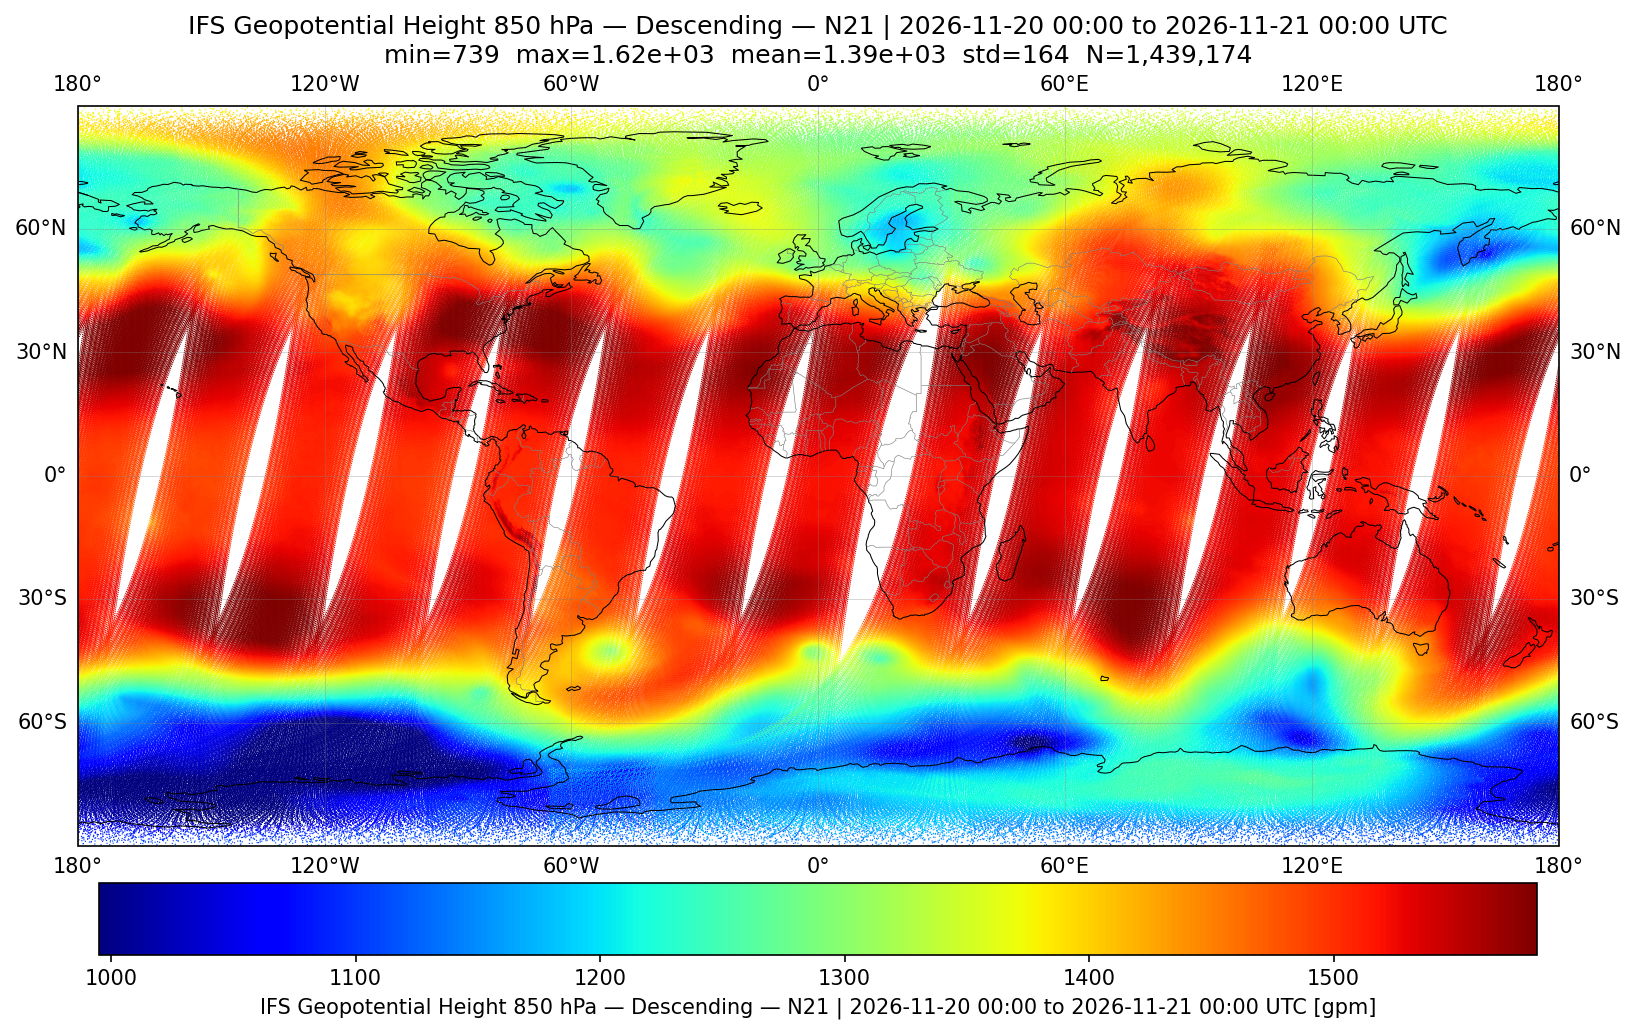 IFS Geopotential Height 850 hPa — Descending — N21 | 2026-11-20 00:00 to 2026-11-21 00:00 UTC
min=739 max=1.62e+03 mean=1.39e+03 std=164 N=1,439,174
180° 120°W 60°W 0° 60°E 120°E 180°
60°N 60°N
30°N 30°N
0° 0°
30°S 30°S
60°S 60°S
180° 120°W 60°W 0° 60°E 120°E 180°
1000 1100 1200 1300 1400 1500
IFS Geopotential Height 850 hPa — Descending — N21 | 2026-11-20 00:00 to 2026-11-21 00:00 UTC [gpm]